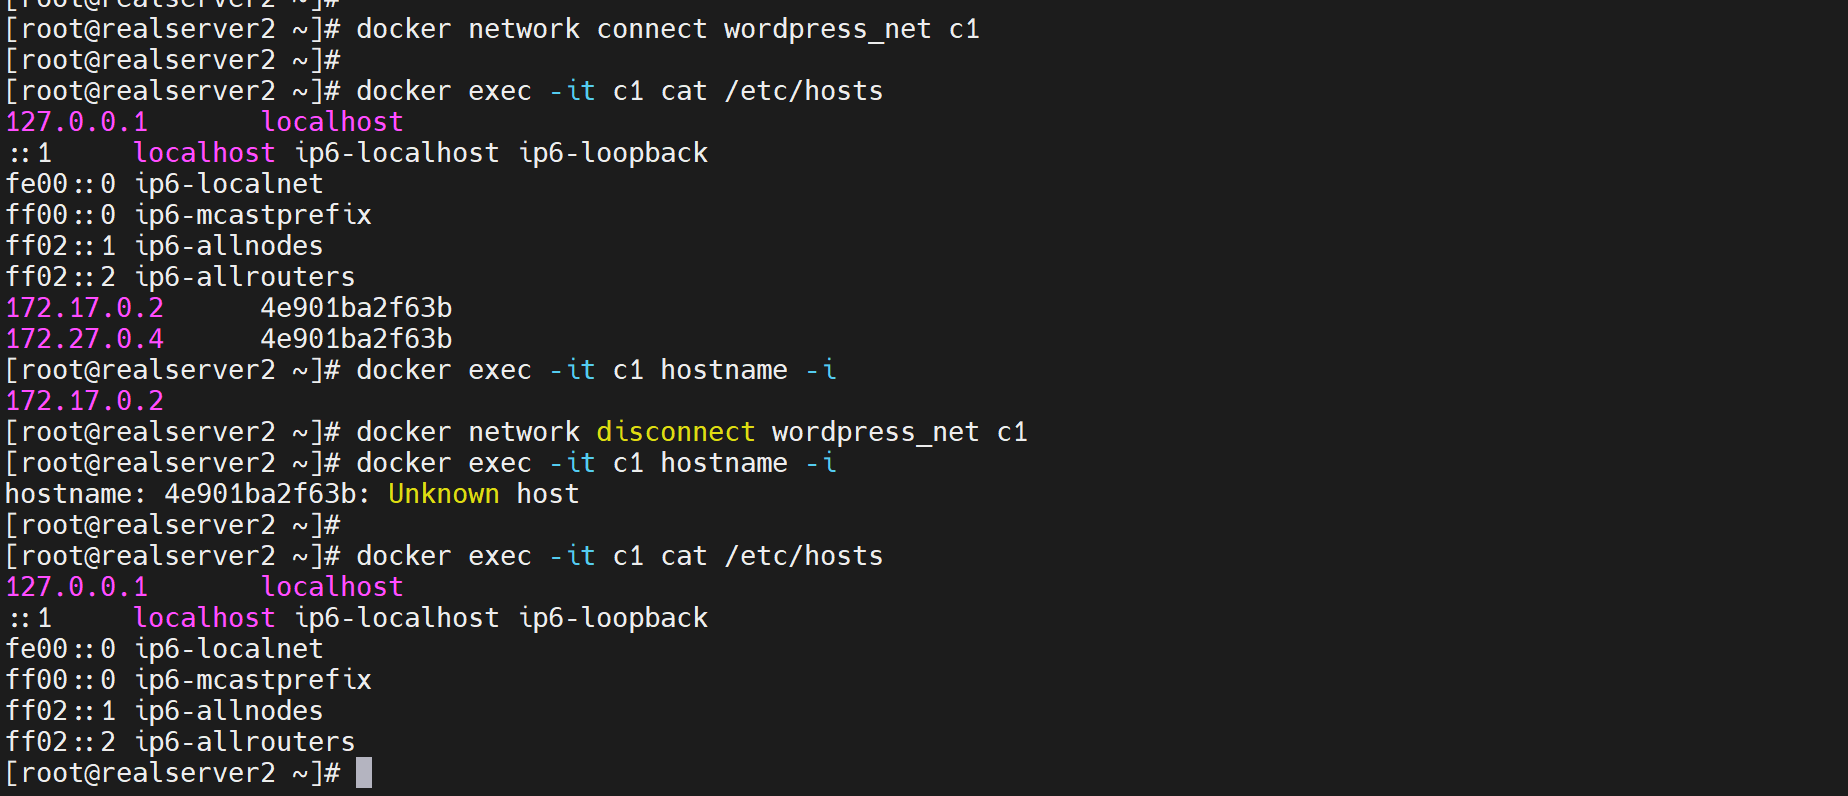 [root@realserver2 ~]#
[root@realserver2 ~]# docker network connect wordpress_net c1
[root@realserver2 ~]#
[root@realserver2 ~]# docker exec -it c1 cat /etc/hosts
127.0.0.1       localhost
::1     localhost ip6-localhost ip6-loopback
fe00::0 ip6-localnet
ff00::0 ip6-mcastprefix
ff02::1 ip6-allnodes
ff02::2 ip6-allrouters
172.17.0.2      4e901ba2f63b
172.27.0.4      4e901ba2f63b
[root@realserver2 ~]# docker exec -it c1 hostname -i
172.17.0.2
[root@realserver2 ~]# docker network disconnect wordpress_net c1
[root@realserver2 ~]# docker exec -it c1 hostname -i
hostname: 4e901ba2f63b: Unknown host
[root@realserver2 ~]#
[root@realserver2 ~]# docker exec -it c1 cat /etc/hosts
127.0.0.1       localhost
::1     localhost ip6-localhost ip6-loopback
fe00::0 ip6-localnet
ff00::0 ip6-mcastprefix
ff02::1 ip6-allnodes
ff02::2 ip6-allrouters
[root@realserver2 ~]#